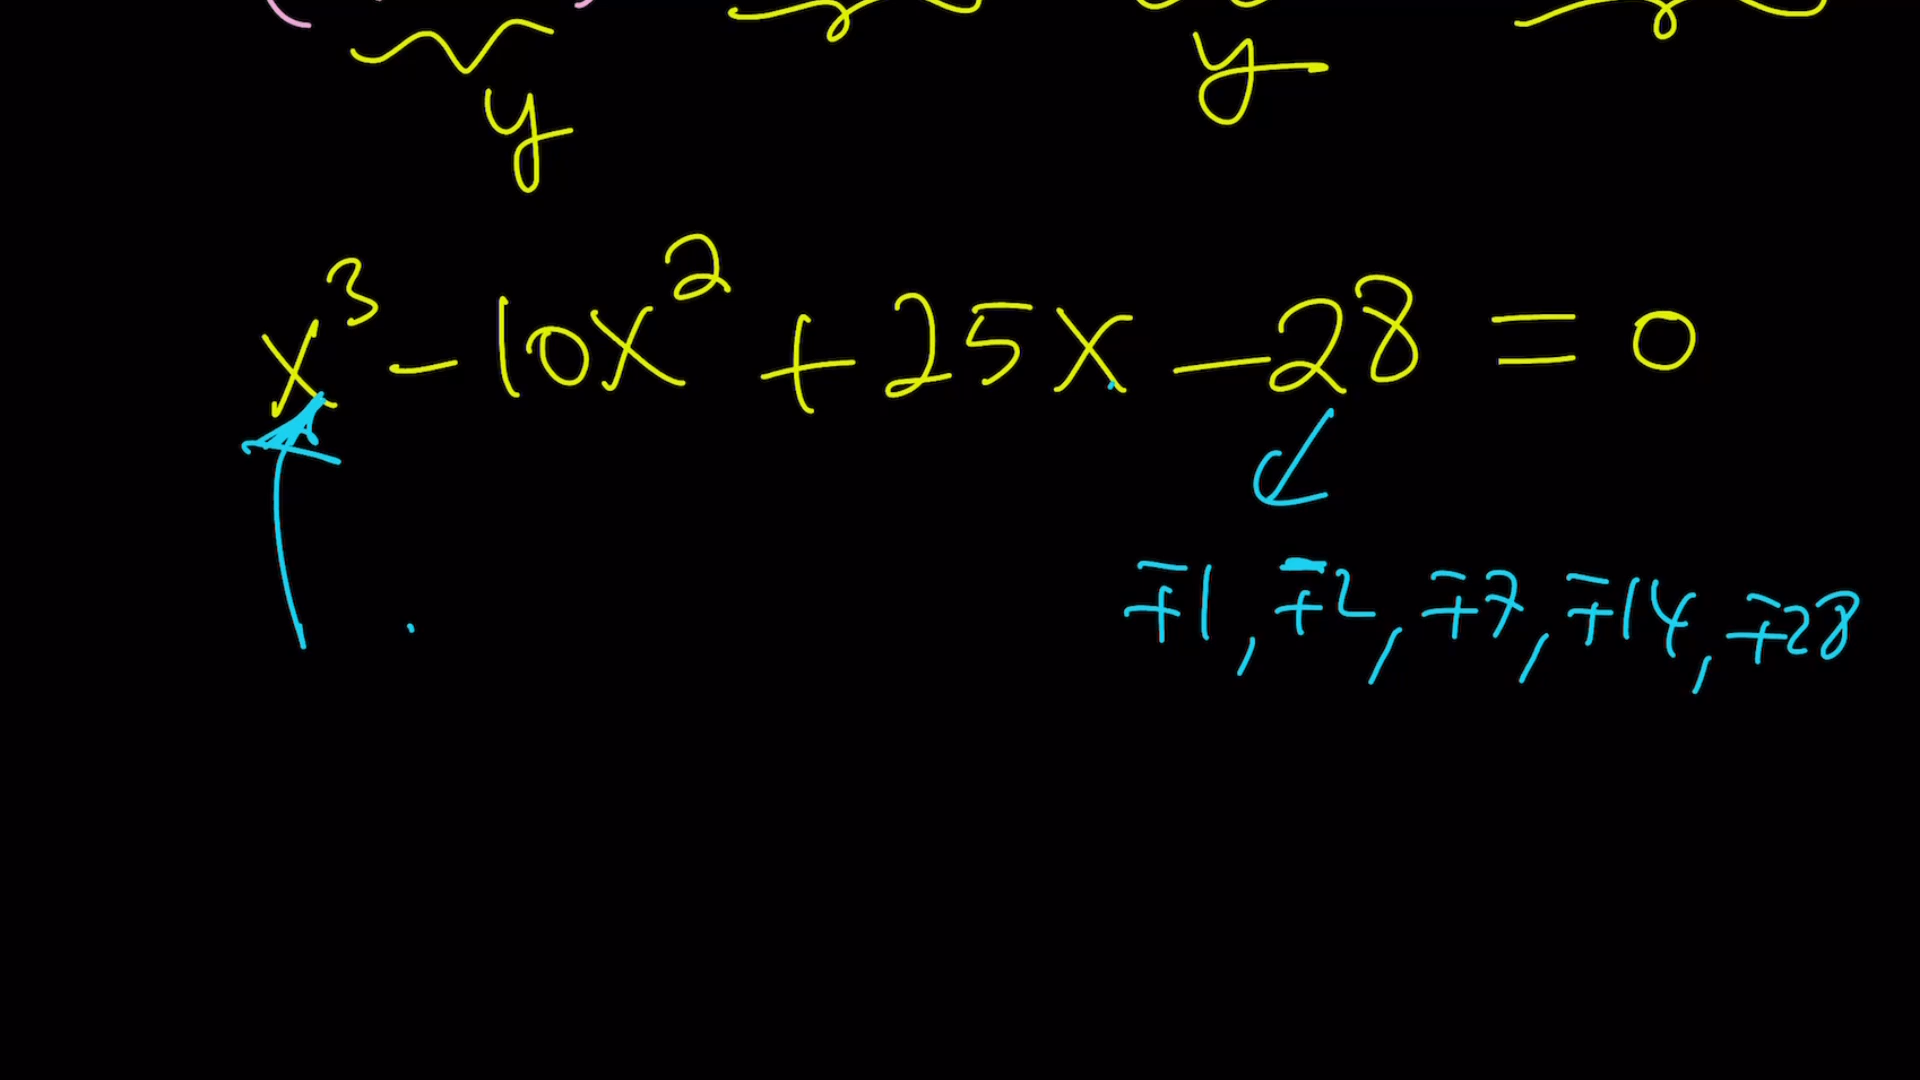 y
y
x³ - 10x² + 25x - 28 = 0
∓1, ∓2, ∓7, ∓14, ∓28